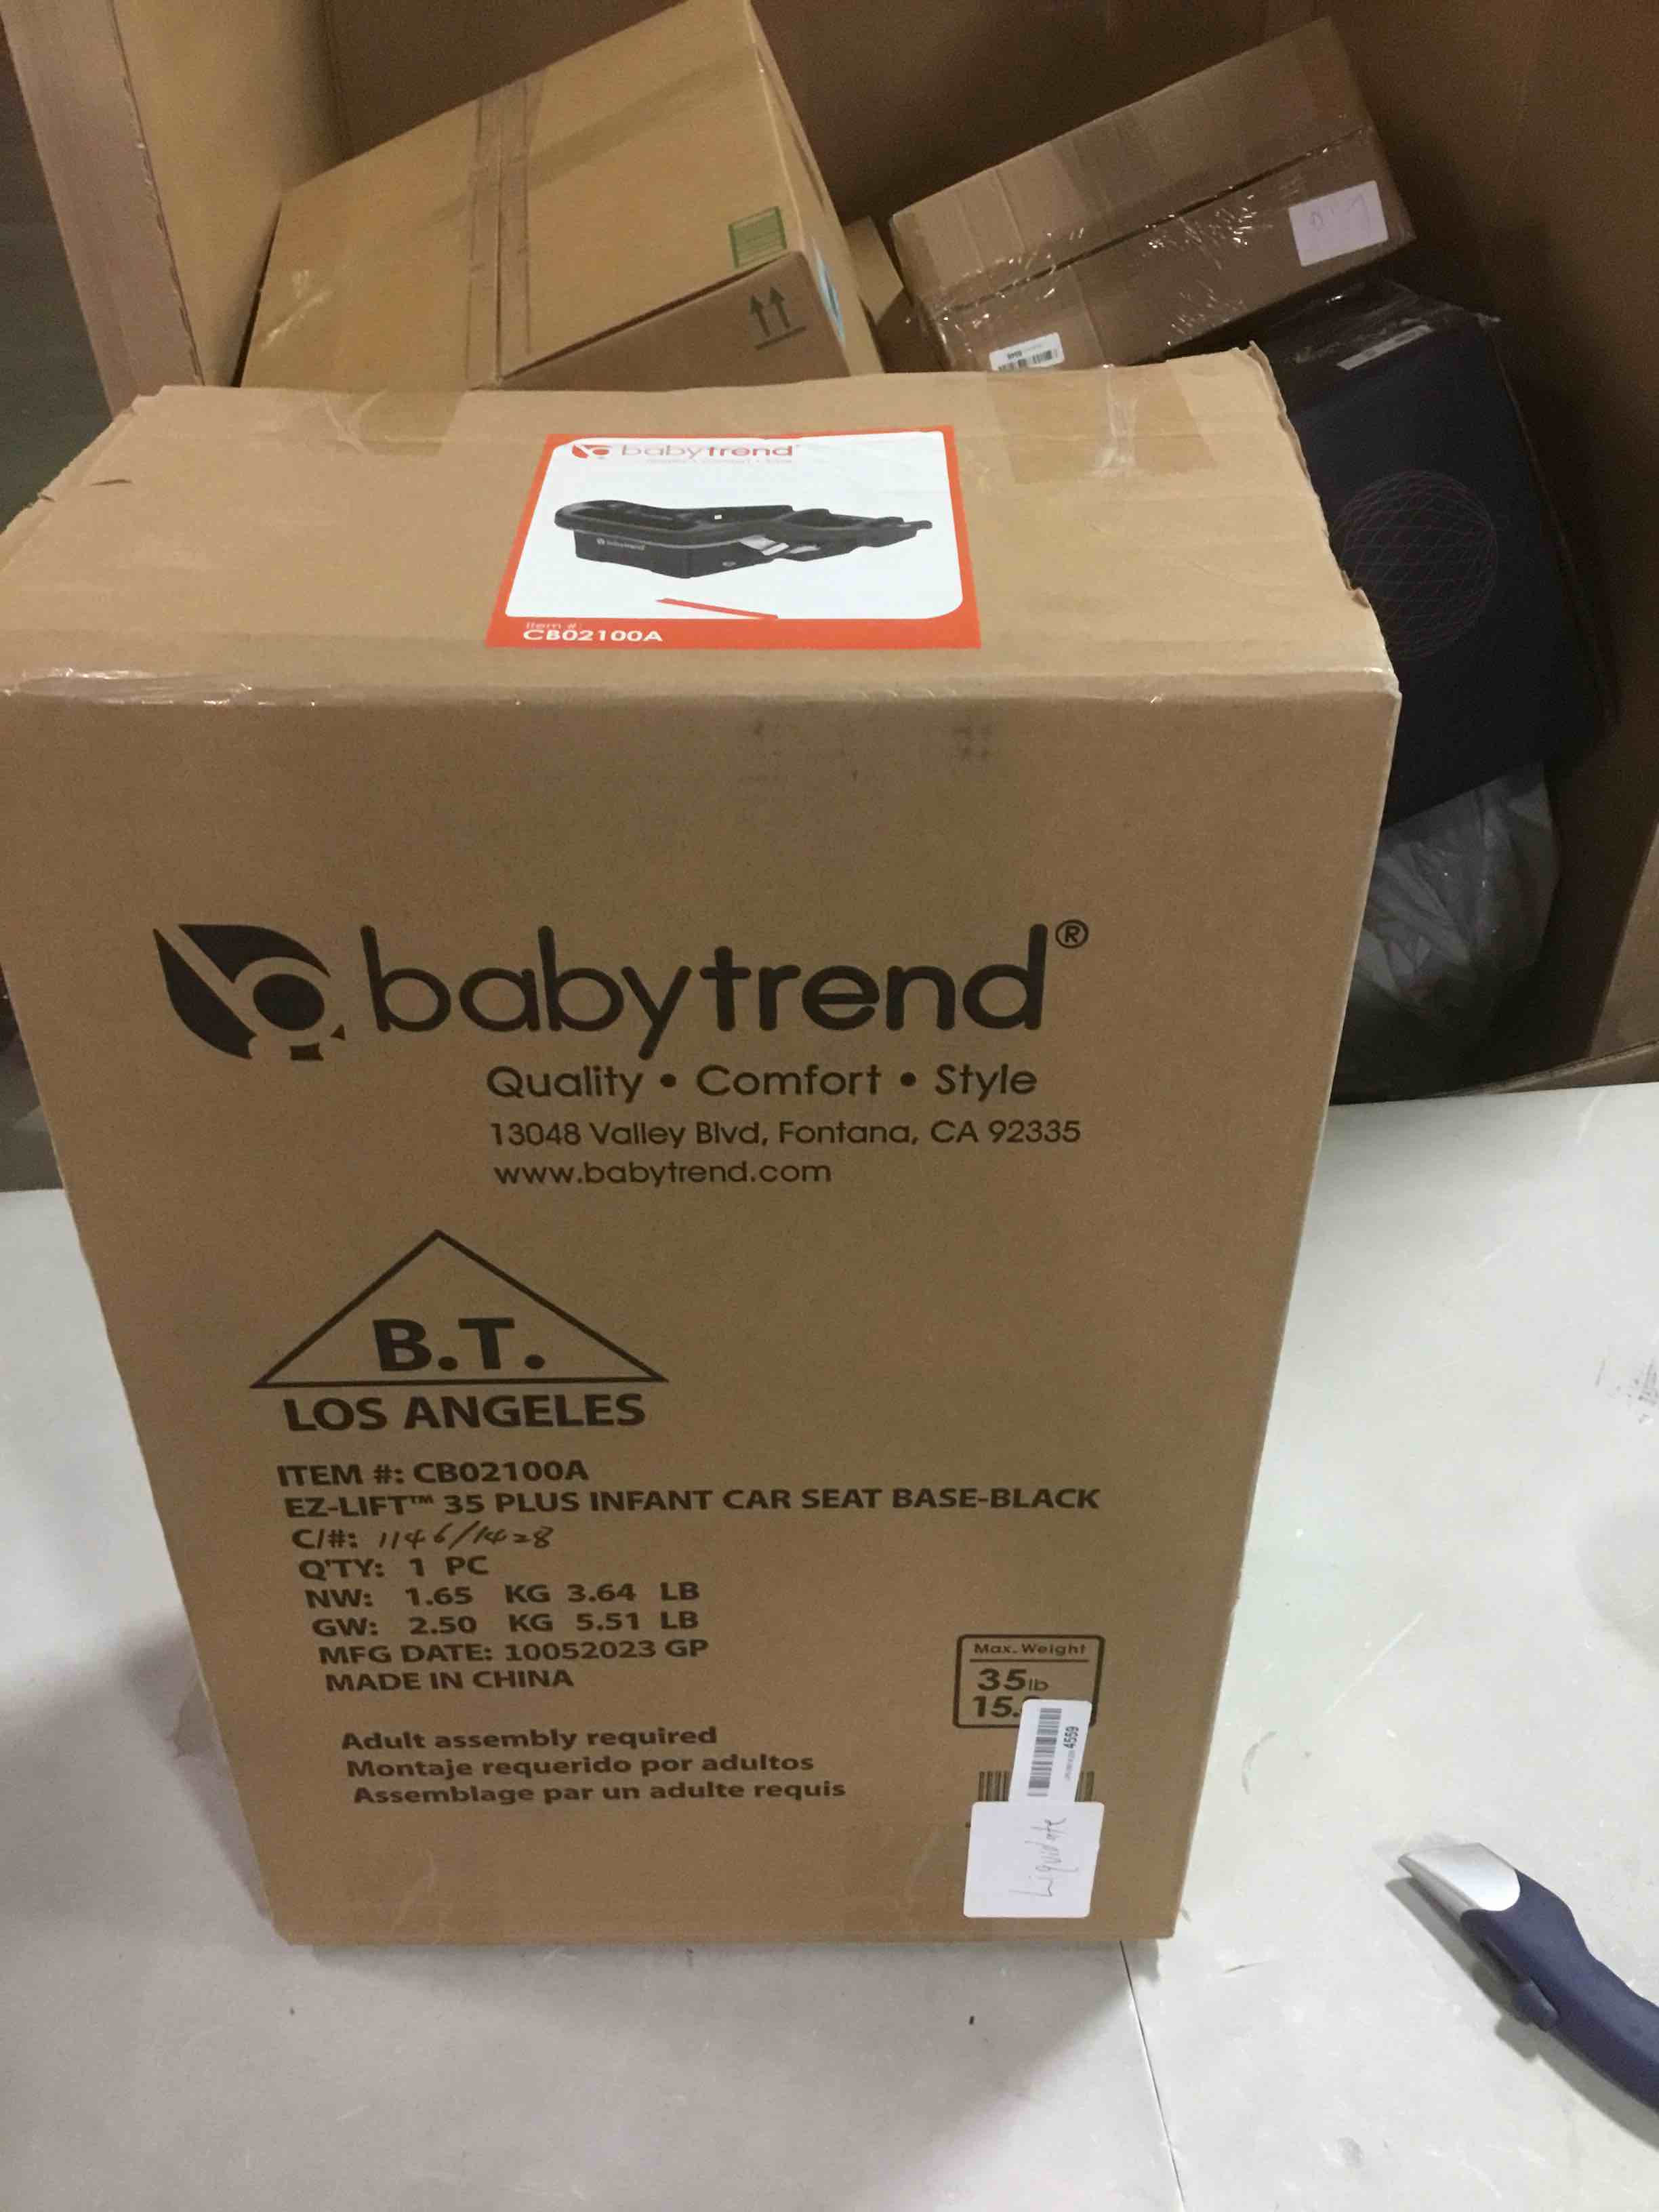 babytrend
babytrend
Item #:
CB02100A
babytrend®
Quality • Comfort • Style
13048 Valley Blvd, Fontana, CA 92335
www.babytrend.com
B.T.
LOS ANGELES
ITEM #: CB02100A
EZ-LIFT™ 35 PLUS INFANT CAR SEAT BASE-BLACK
C/#: 1146/1428
Q'TY: 1 PC
NW: 1.65 KG 3.64 LB
GW: 2.50 KG 5.51 LB
MFG DATE: 10052023 GP
MADE IN CHINA
Max. Weight
35lb
15.
4559
Adult assembly required
Montaje requerido por adultos
Assemblage par un adulte requis
Liquidate